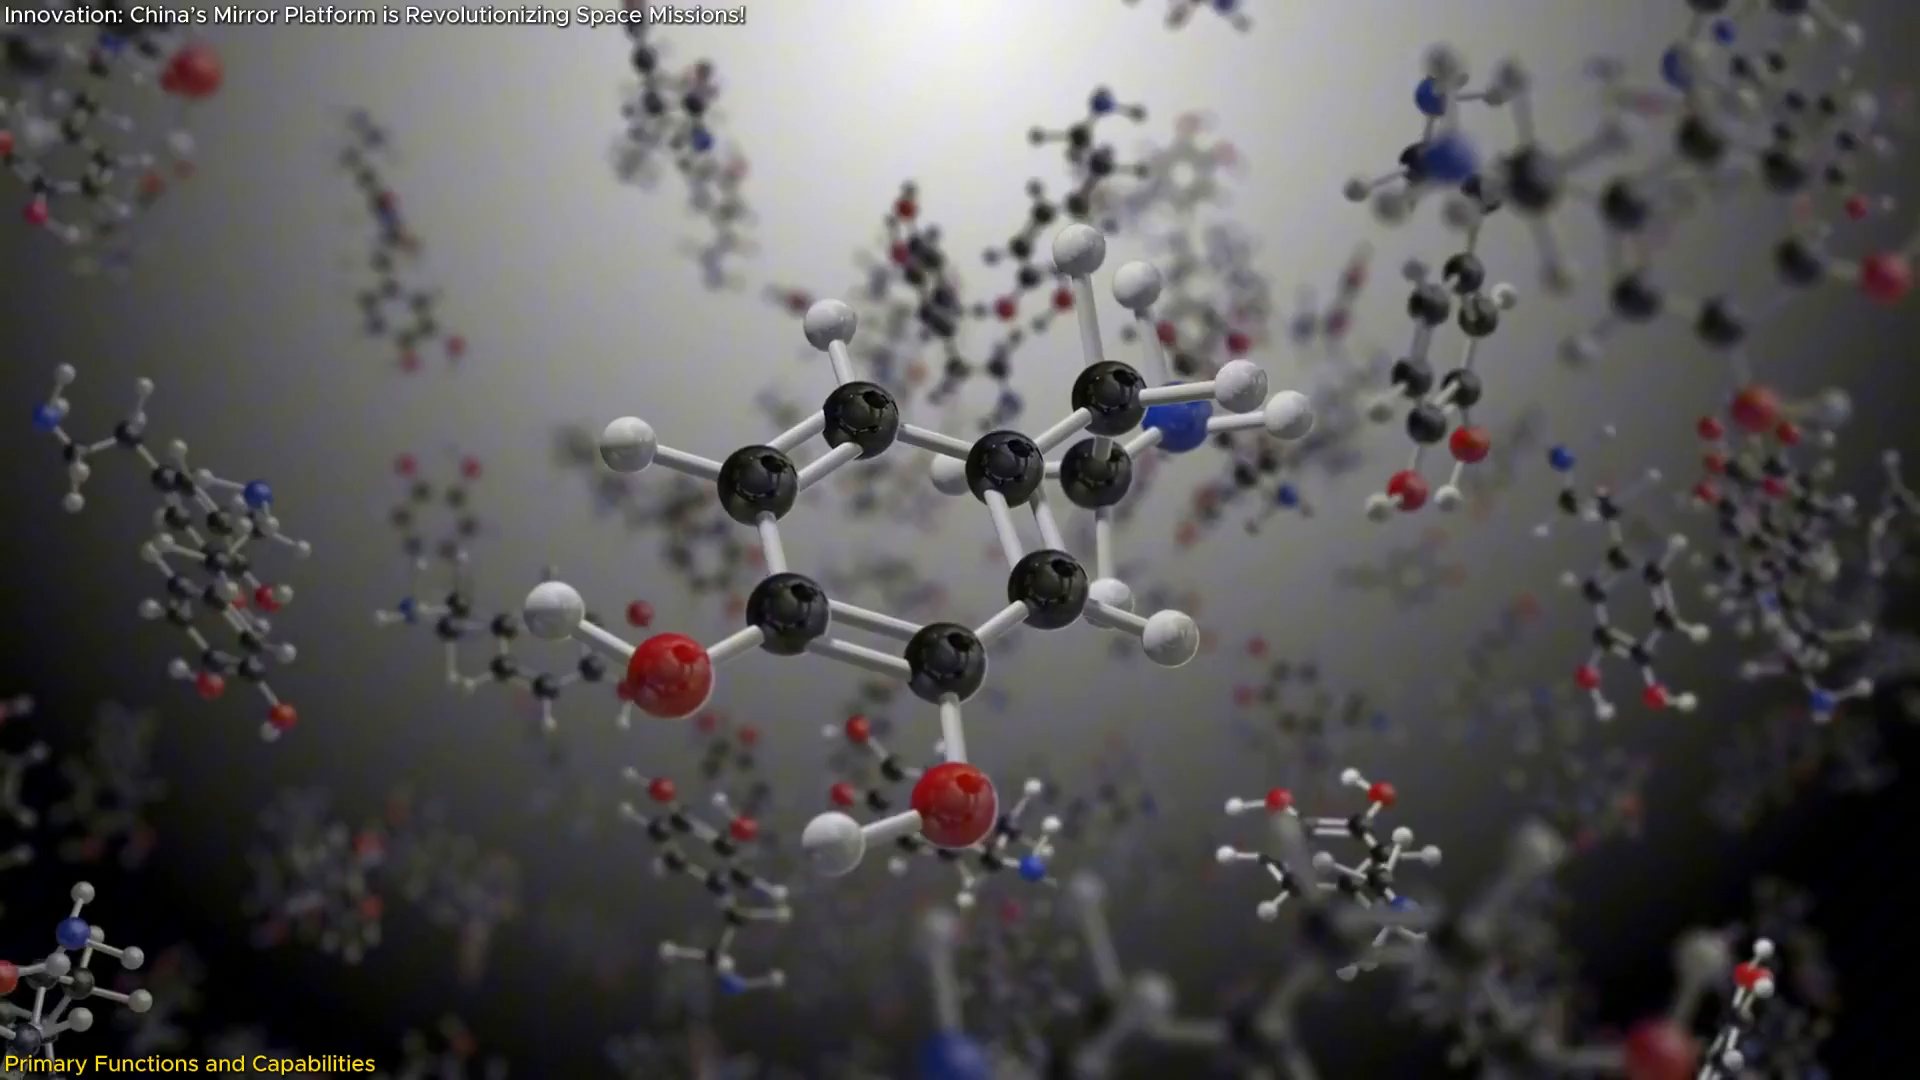 Innovation: China's Mirror Platform is Revolutionizing Space Missions!
Primary Functions and Capabilities